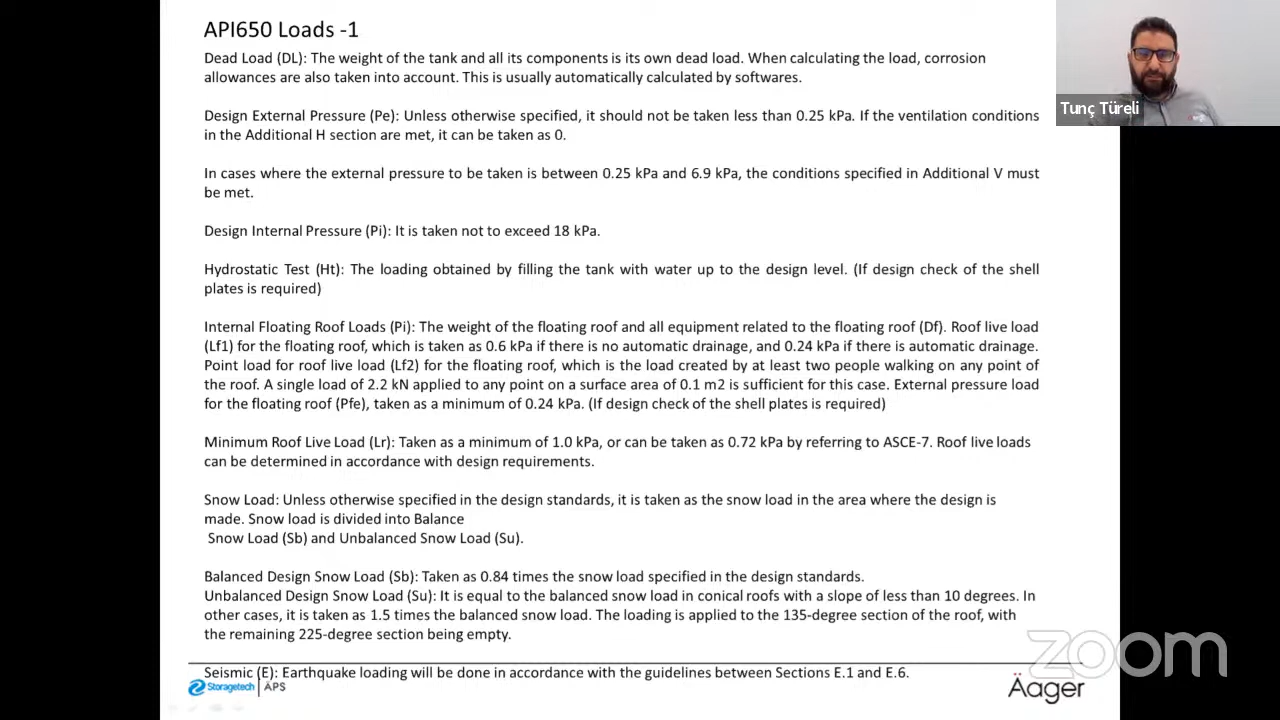 API650 Loads -1
Dead Load (DL): The weight of the tank and all its components is its own dead load. When calculating the load, corrosion
allowances are also taken into account. This is usually automatically calculated by softwares.
Design External Pressure (Pe): Unless otherwise specified, it should not be taken less than 0.25 kPa. If the ventilation conditions
in the Additional H section are met, it can be taken as 0.
In cases where the external pressure to be taken is between 0.25 kPa and 6.9 kPa, the conditions specified in Additional V must
be met.
Design Internal Pressure (Pi): It is taken not to exceed 18 kPa.
Hydrostatic Test (Ht): The loading obtained by filling the tank with water up to the design level. (If design check of the shell
plates is required)
Internal Floating Roof Loads (Pi): The weight of the floating roof and all equipment related to the floating roof (Df). Roof live load
(Lf1) for the floating roof, which is taken as 0.6 kPa if there is no automatic drainage, and 0.24 kPa if there is automatic drainage.
Point load for roof live load (Lf2) for the floating roof, which is the load created by at least two people walking on any point of
the roof. A single load of 2.2 kN applied to any point on a surface area of 0.1 m2 is sufficient for this case. External pressure load
for the floating roof (Pfe), taken as a minimum of 0.24 kPa. (If design check of the shell plates is required)
Minimum Roof Live Load (Lr): Taken as a minimum of 1.0 kPa, or can be taken as 0.72 kPa by referring to ASCE-7. Roof live loads
can be determined in accordance with design requirements.
Snow Load: Unless otherwise specified in the design standards, it is taken as the snow load in the area where the design is
made. Snow load is divided into Balance
Snow Load (Sb) and Unbalanced Snow Load (Su).
Balanced Design Snow Load (Sb): Taken as 0.84 times the snow load specified in the design standards.
Unbalanced Design Snow Load (Su): It is equal to the balanced snow load in conical roofs with a slope of less than 10 degrees. In
other cases, it is taken as 1.5 times the balanced snow load. The loading is applied to the 135-degree section of the roof, with
the remaining 225-degree section being empty.
Seismic (E): Earthquake loading will be done in accordance with the guidelines between Sections E.1 and E.6.
Storagetech | ÄPS
Äager
zoom
Tunç Türeli